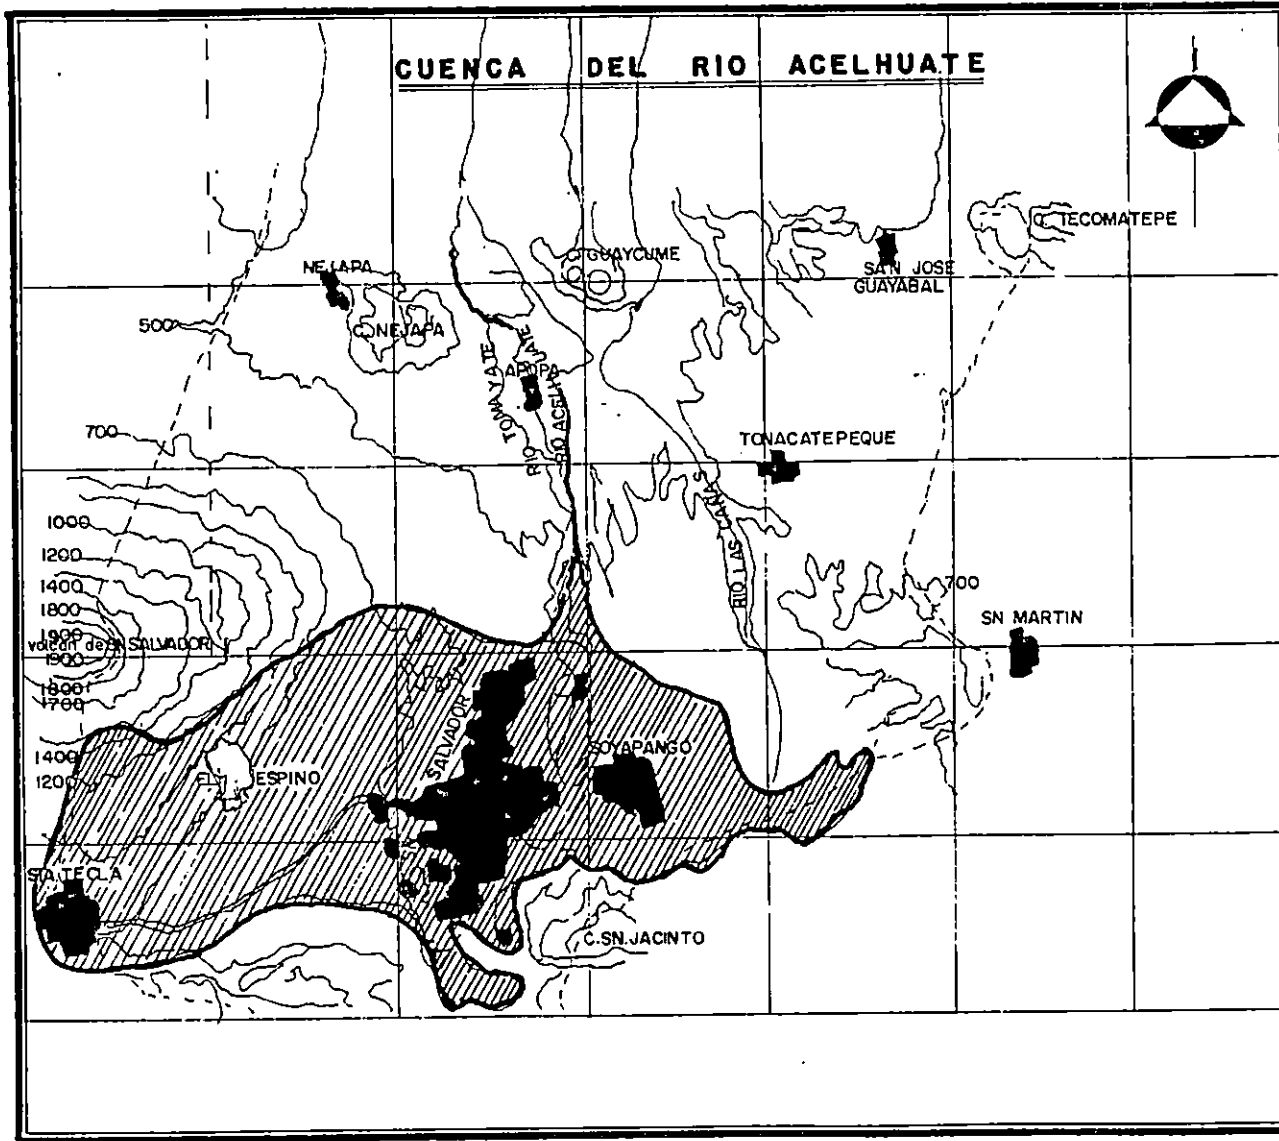 CUENCA DEL RIO ACELHUATE
C. TECOMATEPE
C. GUAYCUME
NEJAPA
SAN JOSE
GUAYABAL
500
C. NEJAPA
APOPA
RIO TOMAYATE
RIO ACELHUATE
700
TONACATEPEQUE
RIO LAS CAÑAS
1000
1200
1400
1800
1900
volcán de SN SALVADOR
1900
1800
1700
700
SN MARTIN
SALVADOR
SOYAPANGO
1400
1200
EL ESPINO
STA. TECLA
C.SN.JACINTO